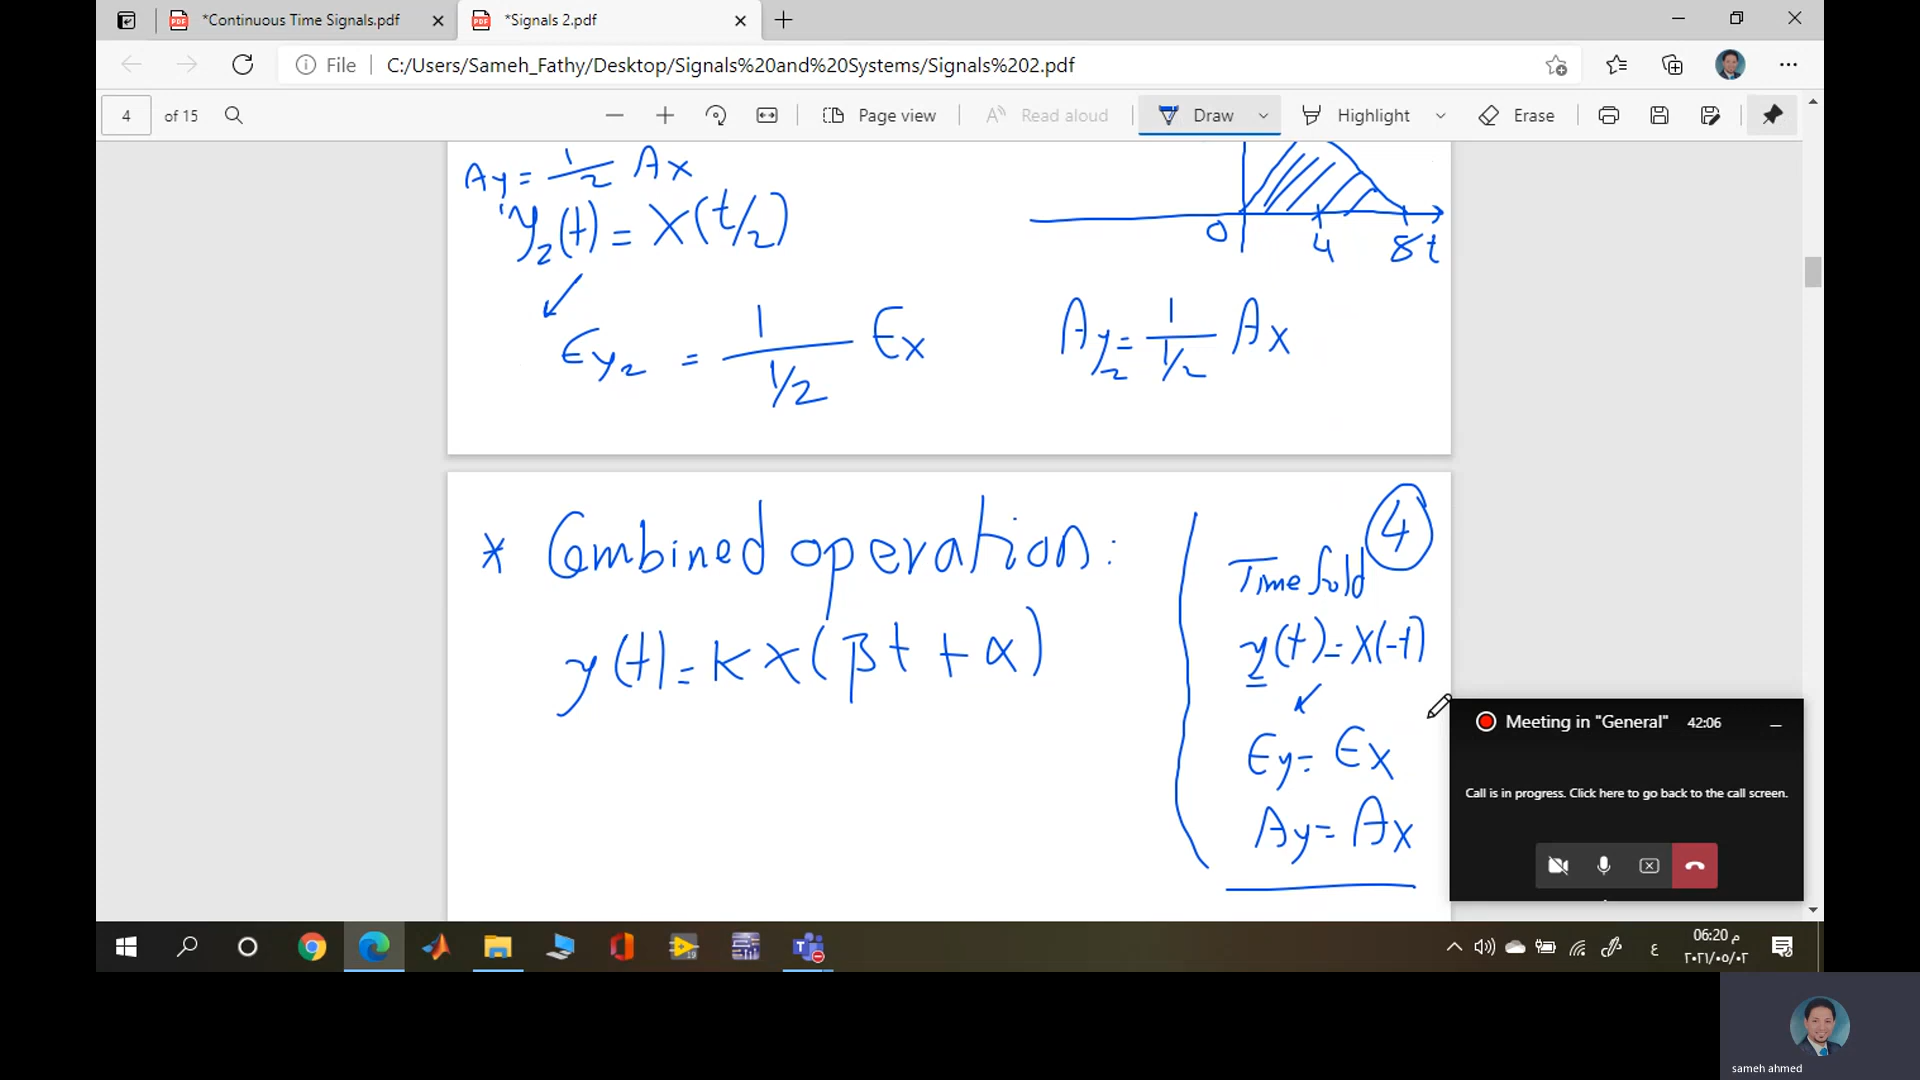 *Continuous Time Signals.pdf
*Signals 2.pdf
File
C:/Users/Sameh_Fathy/Desktop/Signals%20and%20Systems/Signals%202.pdf
4 of 15
Page view
Read aloud
Draw
Highlight
Erase
Ay = 1/2 Ax
y2(t) = x(t/2)
0 4 8 t
Ey2 = 1/(1/2) Ex
Ay2 = 1/(1/2) Ax
* Combined operation:
y(t) = K x(βt + α)
4
Time fold
y(t) = x(-t)
Ey = Ex
Ay = Ax
Meeting in "General" 42:06
Call is in progress. Click here to go back to the call screen.
19
ع
06:20 م
٢٠٢١/٠٥/٠٢
sameh ahmed